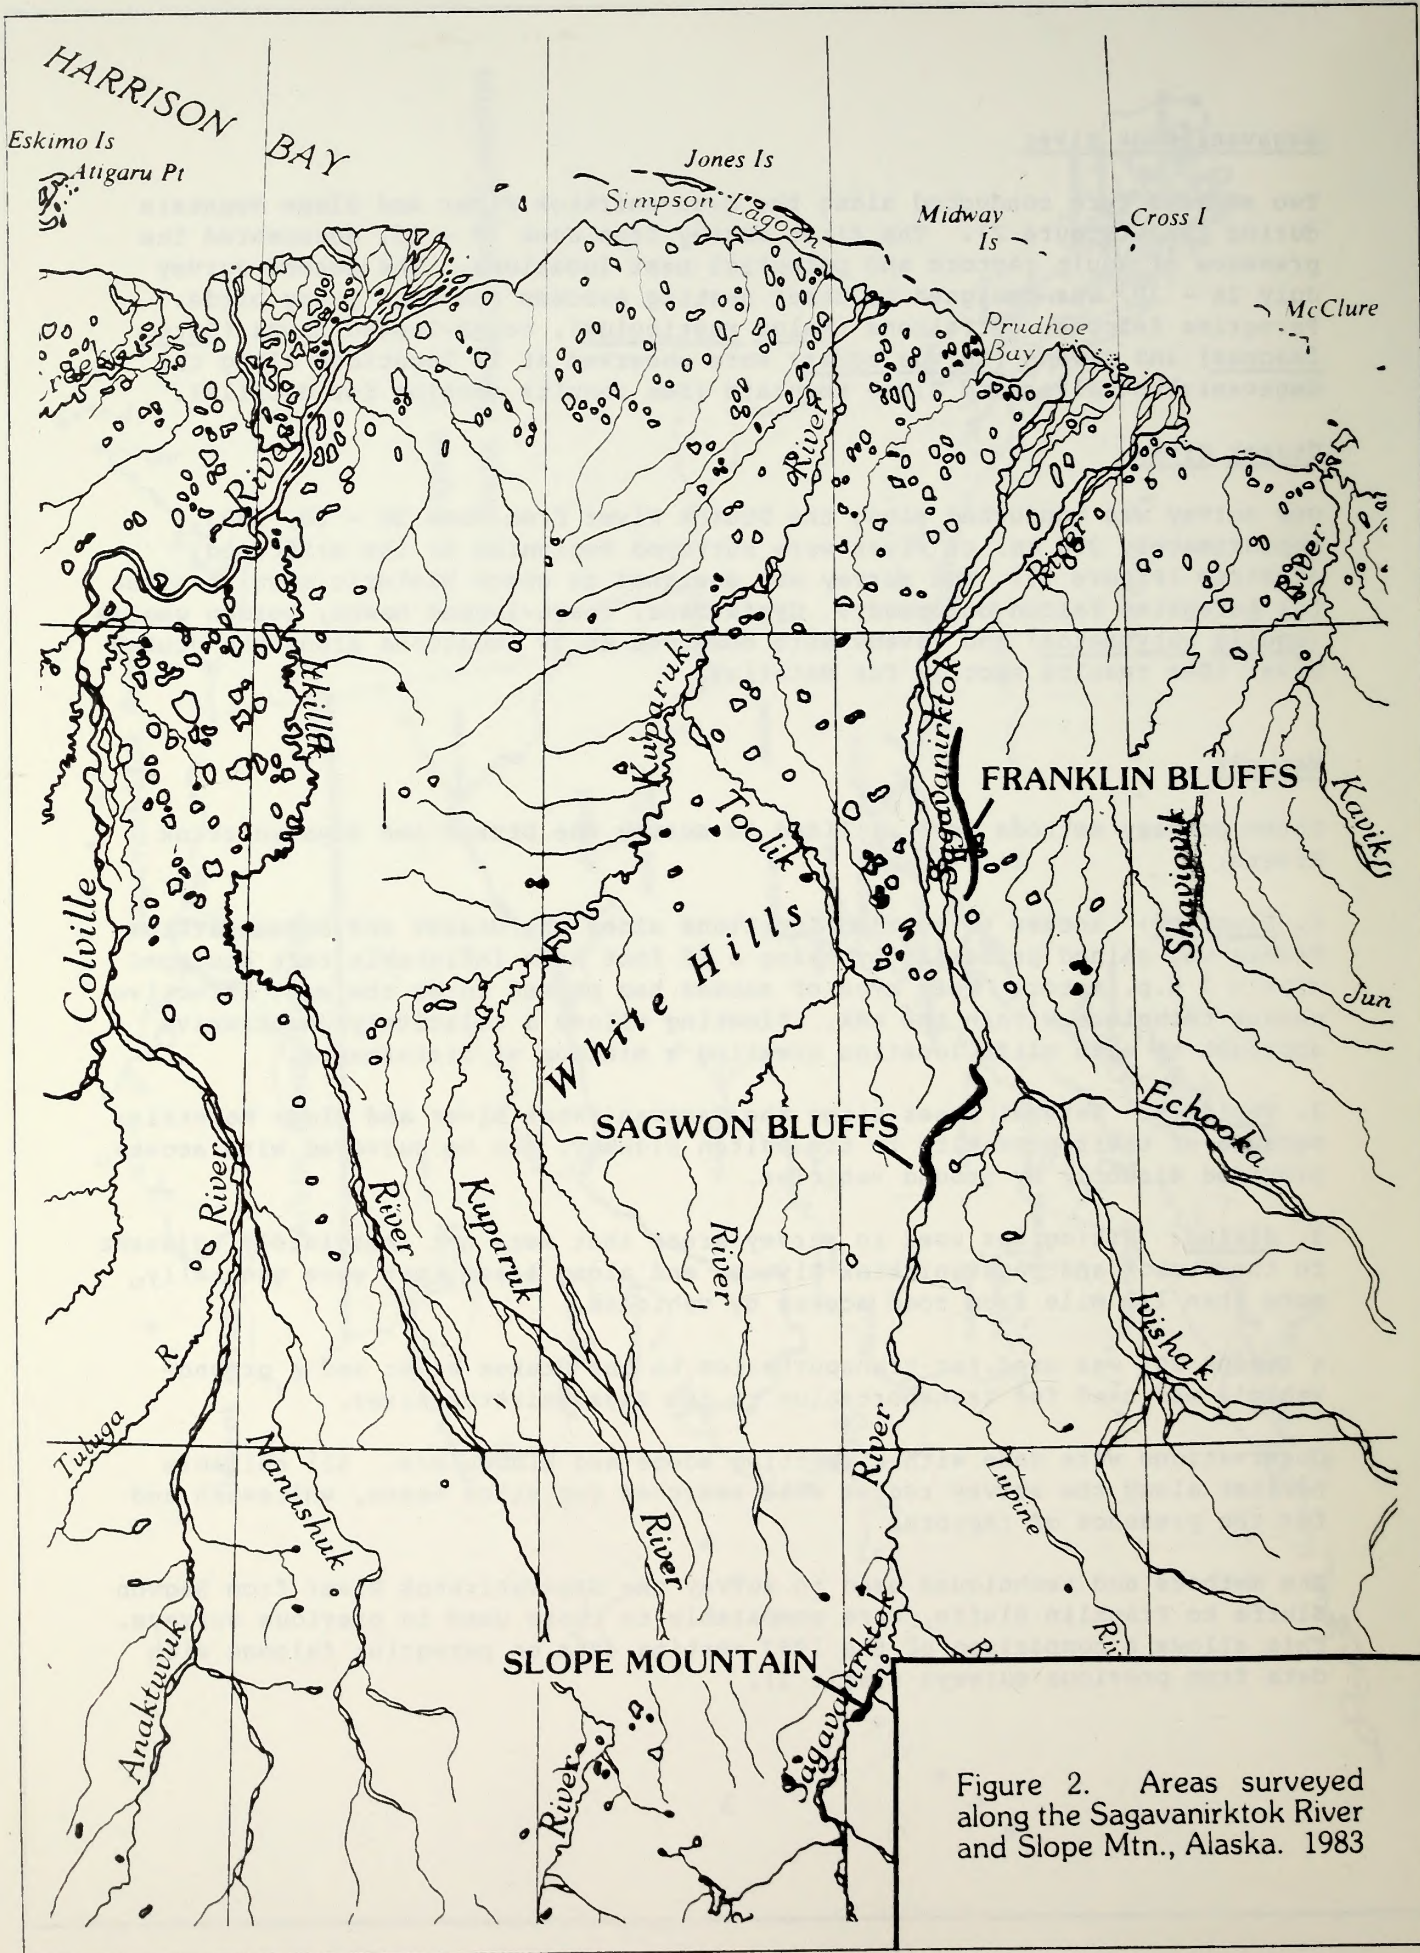 HARRISON BAY
Eskimo Is
Atigaru Pt
Jones Is
Simpson Lagoon
Midway
Is
Cross I
McClure
Prudhoe
Bay
River
River
River
River
Itkillik
Kuparuk
Toolik
Sagavanirktok
FRANKLIN BLUFFS
Kavik
Shaviovik
Colville
White Hills
Jun
Echooka
SAGWON BLUFFS
River
River
Kuparuk
River
Ivishak
R
Tuluga
Nanushuk
River
Lupine
River
Anaktuvuk
SLOPE MOUNTAIN
R.
Riv
Sagavanirktok
River
Figure 2. Areas surveyed
along the Sagavanirktok River
and Slope Mtn., Alaska. 1983